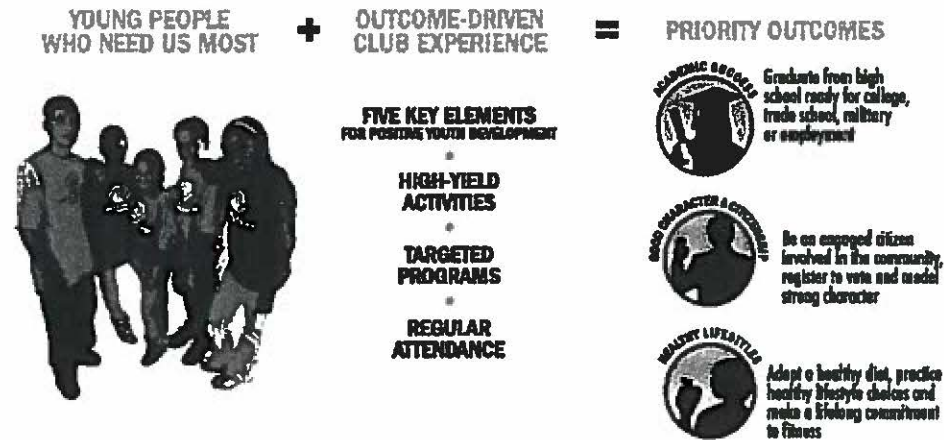 YOUNG PEOPLE
WHO NEED US MOST
+
OUTCOME-DRIVEN
CLUB EXPERIENCE
=
PRIORITY OUTCOMES
FIVE KEY ELEMENTS
FOR POSITIVE YOUTH DEVELOPMENT
HIGH-YIELD
ACTIVITIES
TARGETED
PROGRAMS
REGULAR
ATTENDANCE
ACADEMIC SUCCESS
Graduate from high
school ready for college,
trade school, military
or employment
GOOD CHARACTER & CITIZENSHIP
Be an engaged citizen
involved in the community,
register to vote and model
strong character
HEALTHY LIFESTYLES
Adopt a healthy diet, practice
healthy lifestyle choices and
make a lifelong commitment
to fitness